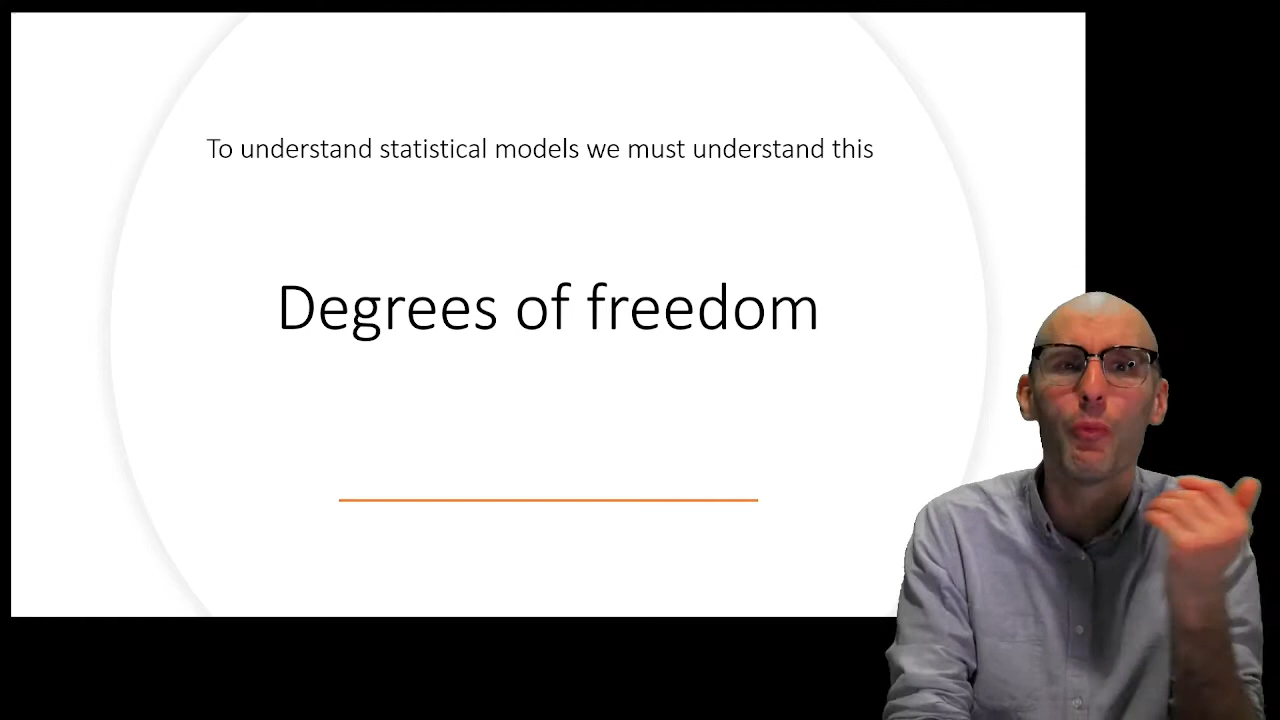 To understand statistical models we must understand this
Degrees of freedom